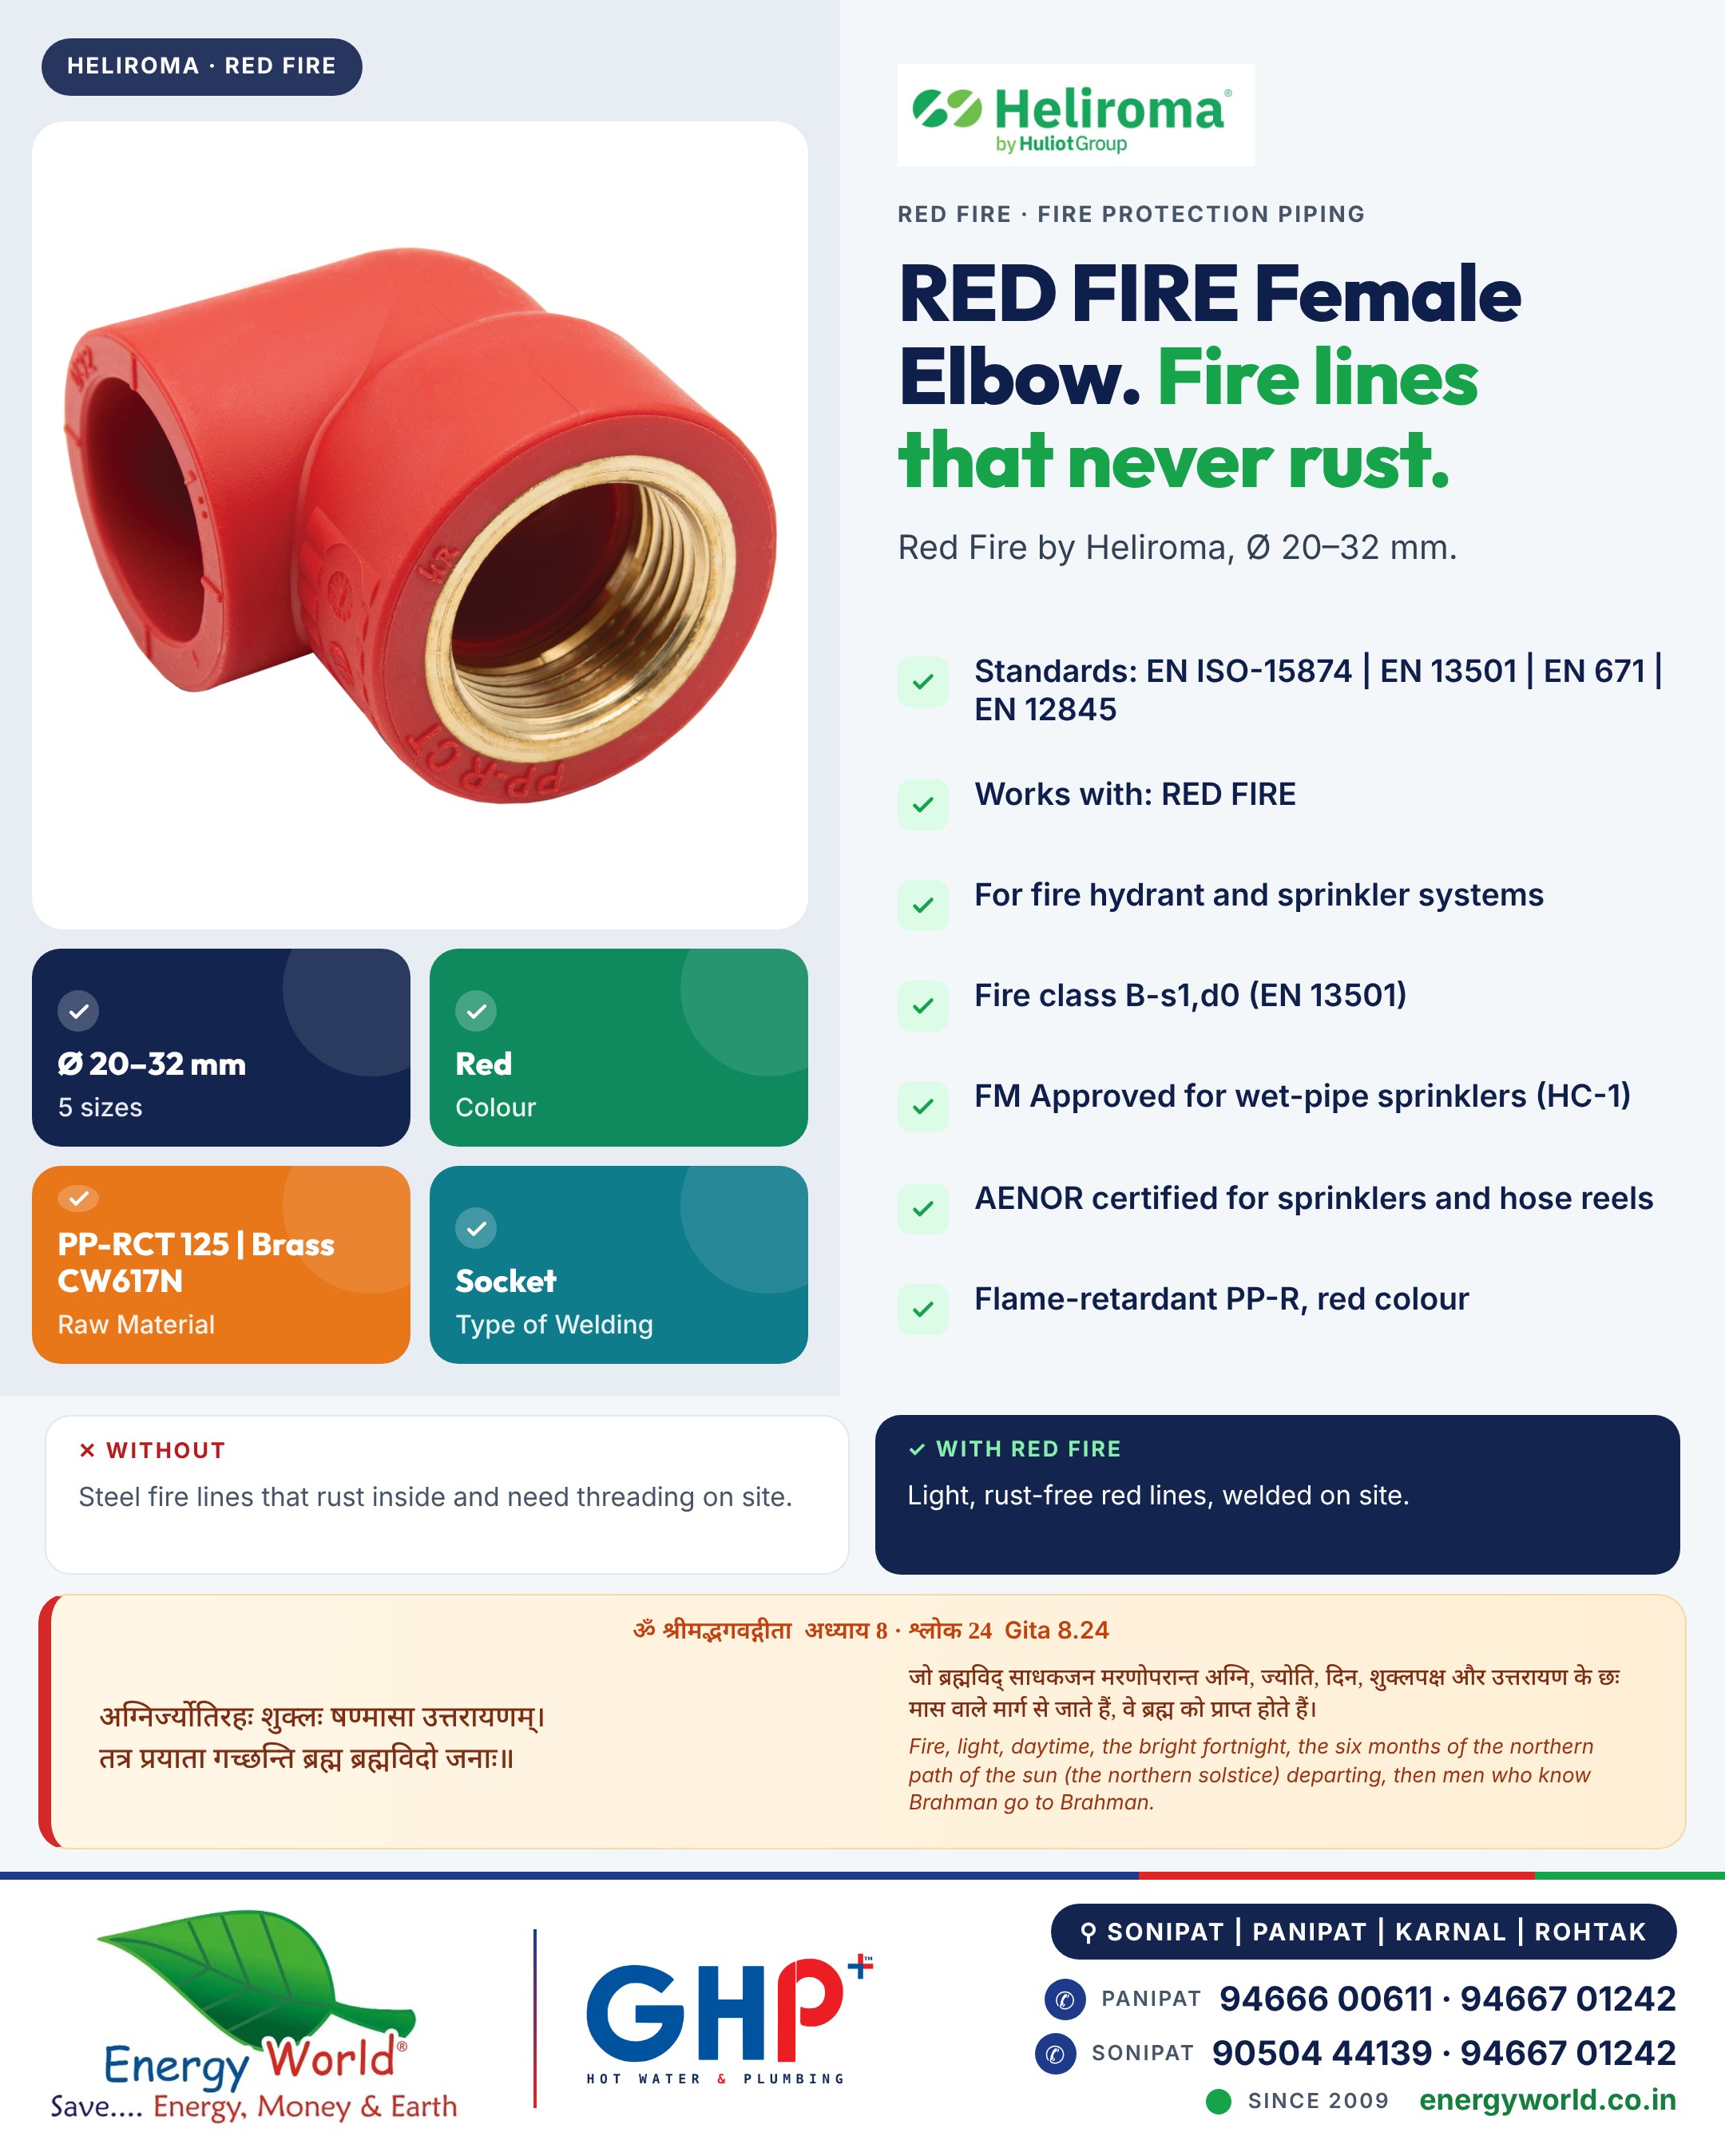 HELIROMA · RED FIRE
Heliroma®
by HuliotGroup
RED FIRE · FIRE PROTECTION PIPING
RED FIRE Female
Elbow. Fire lines
that never rust.
Red Fire by Heliroma, Ø 20–32 mm.
PP-R CT
Standards: EN ISO-15874 | EN 13501 | EN 671 |
EN 12845
Works with: RED FIRE
For fire hydrant and sprinkler systems
Fire class B-s1,d0 (EN 13501)
FM Approved for wet-pipe sprinklers (HC-1)
AENOR certified for sprinklers and hose reels
Flame-retardant PP-R, red colour
Ø 20–32 mm
5 sizes
Red
Colour
PP-RCT 125 | Brass
CW617N
Raw Material
Socket
Type of Welding
× WITHOUT
Steel fire lines that rust inside and need threading on site.
✓ WITH RED FIRE
Light, rust-free red lines, welded on site.
ॐ श्रीमद्भगवद्गीता अध्याय 8 · श्लोक 24 Gita 8.24
अग्निर्ज्योतिरहः शुक्लः षण्मासा उत्तरायणम्।
तत्र प्रयाता गच्छन्ति ब्रह्म ब्रह्मविदो जनाः॥
जो ब्रह्मविद् साधकजन मरणोपरान्त अग्नि, ज्योति, दिन, शुक्लपक्ष और उत्तरायण के छः
मास वाले मार्ग से जाते हैं, वे ब्रह्म को प्राप्त होते हैं।
Fire, light, daytime, the bright fortnight, the six months of the northern
path of the sun (the northern solstice) departing, then men who know
Brahman go to Brahman.
Energy World®
Save.... Energy, Money & Earth
GHP+™
HOT WATER & PLUMBING
SONIPAT | PANIPAT | KARNAL | ROHTAK
PANIPAT 94666 00611 · 94667 01242
SONIPAT 90504 44139 · 94667 01242
SINCE 2009 energyworld.co.in